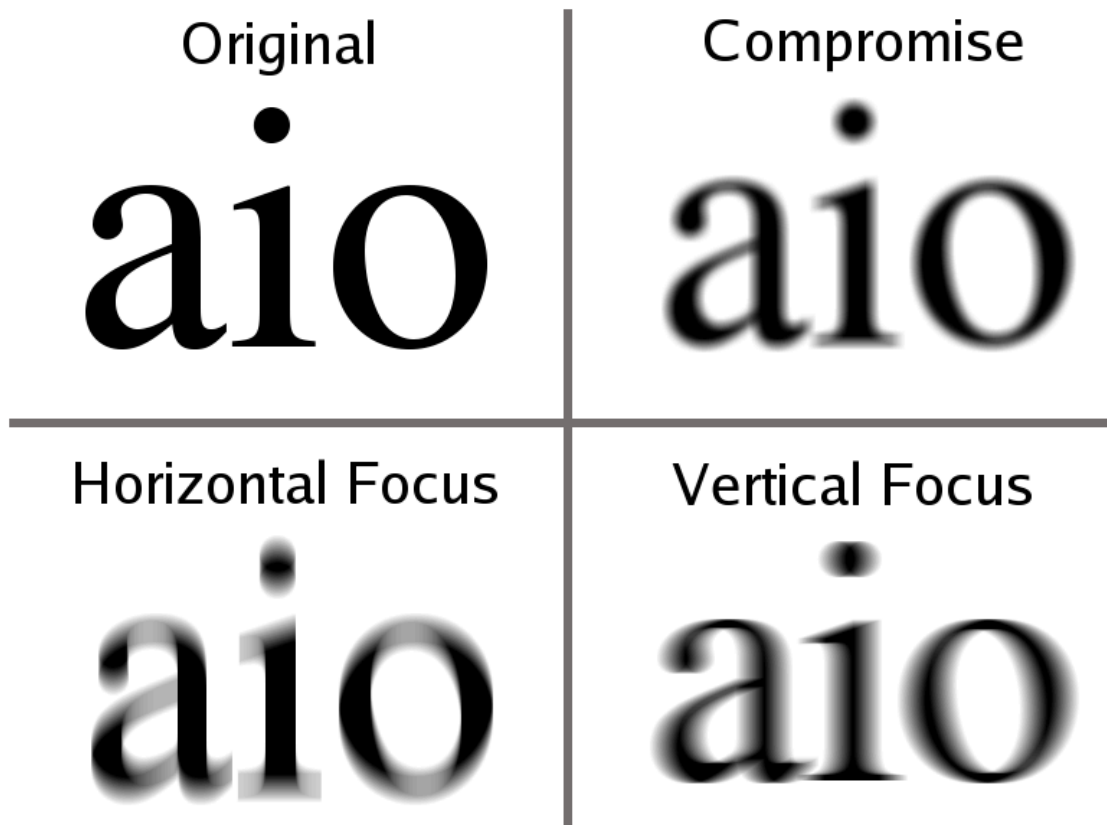 Original
aio
Compromise
aio
Horizontal Focus
aio
Vertical Focus
aio